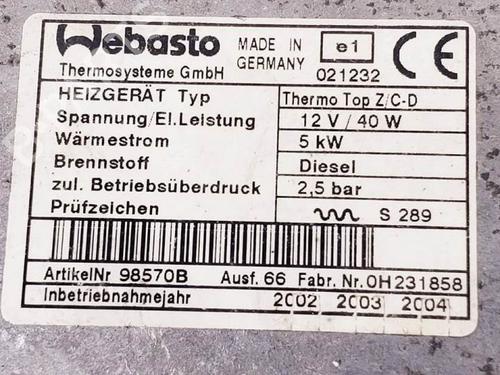 Webasto
Thermosysteme GmbH
MADE IN
GERMANY
e1
021232
CE
HEIZGERÄT Typ Thermo Top Z/C-D
Spannung/El.Leistung 12 V / 40 W
Wärmestrom 5 kW
Brennstoff Diesel
zul. Betriebsüberdruck 2,5 bar
Prüfzeichen S 289
ArtikelNr 98570B Ausf. 66 Fabr. Nr. 0H231858
Inbetriebnahmejahr 2002 2003 2004